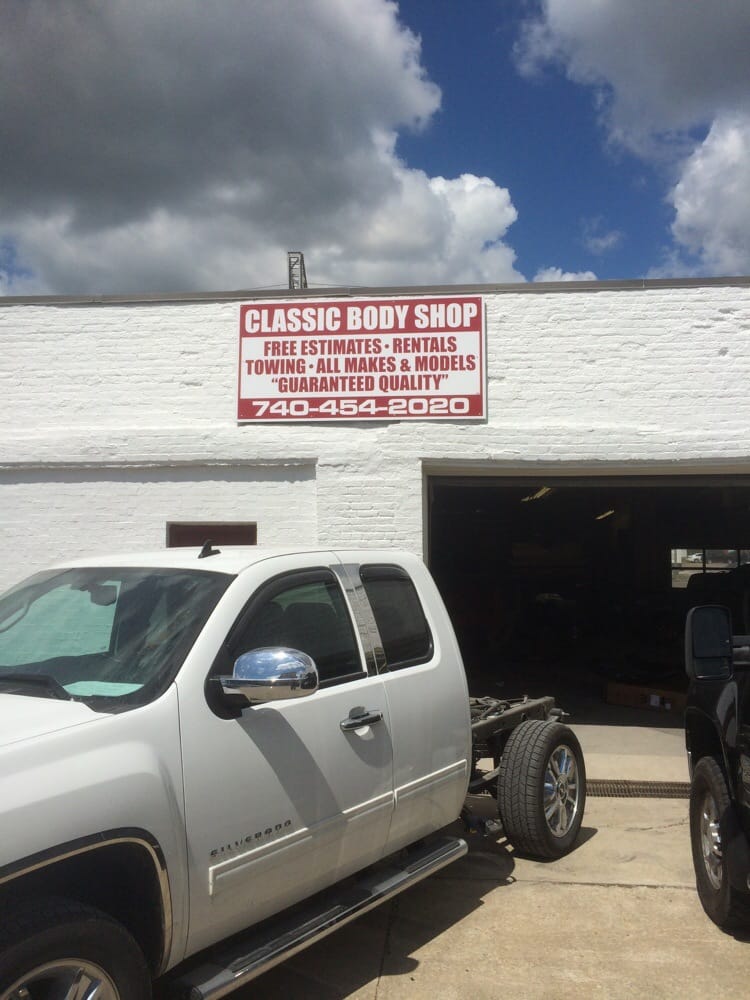 CLASSIC BODY SHOP
FREE ESTIMATES • RENTALS
TOWING • ALL MAKES & MODELS
"GUARANTEED QUALITY"
740-454-2020
SILVERADO